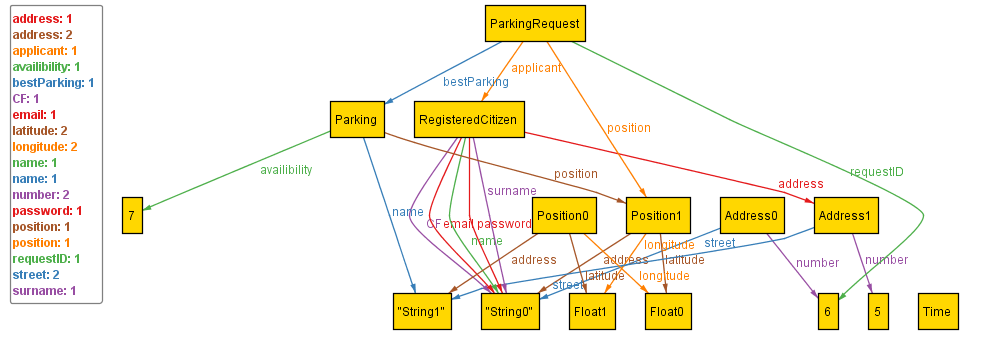 address: 1
address: 2
applicant: 1
availibility: 1
bestParking: 1
CF: 1
email: 1
latitude: 2
longitude: 2
name: 1
name: 1
number: 2
password: 1
position: 1
position: 1
requestID: 1
street: 2
surname: 1
ParkingRequest
applicant
bestParking
Parking
RegisteredCitizen
position
availibility
position
requestID
surname
address
7
name
CF
email
password
Position0
Position1
Address0
Address1
name
longitude
street
address
address
latitude
number
number
latitude
longitude
street
"String1"
"String0"
Float1
Float0
6
5
Time